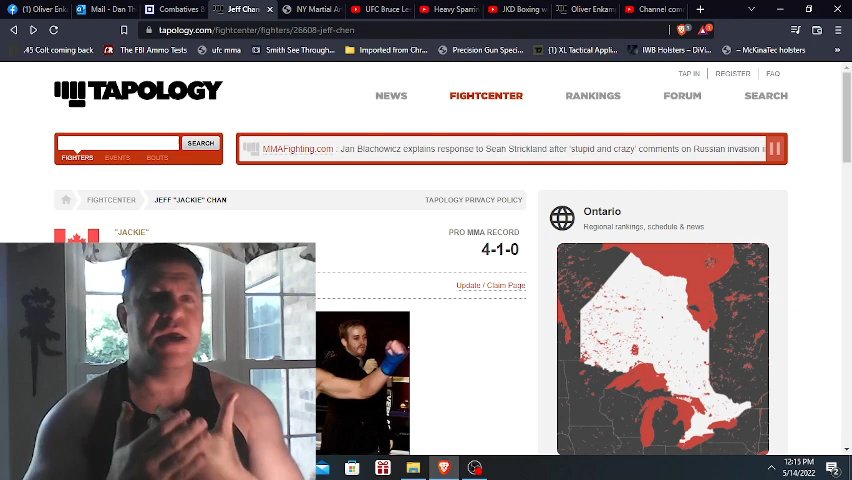 (1) Oliver Enka
Mail - Dan Th
Combatives B
Jeff Chan
NY Martial Ar
UFC Bruce Lee
Heavy Sparrin
JKD Boxing w
Oliver Enkam
Channel com
tapology.com/fightcenter/fighters/26608-jeff-chen
.45 Colt coming back
The FBI Ammo Tests
ufc mma
Smith See Through...
Imported from Chro...
Precision Gun Speci...
(1) XL Tactical Appl...
IWB Holsters – DiVi...
– McKinaTec holsters
TAP IN
REGISTER
FAQ
TAPOLOGY
NEWS
FIGHTCENTER
RANKINGS
FORUM
SEARCH
SEARCH
FIGHTERS
EVENTS
BOUTS
MMAFighting.com : Jan Blachowicz explains response to Sean Strickland after 'stupid and crazy' comments on Russian invasion
FIGHTCENTER
JEFF "JACKIE" CHAN
TAPOLOGY PRIVACY POLICY
"JACKIE"
PRO MMA RECORD
4-1-0
Update / Claim Page
Ontario
Regional rankings, schedule & news
12:15 PM
5/14/2022